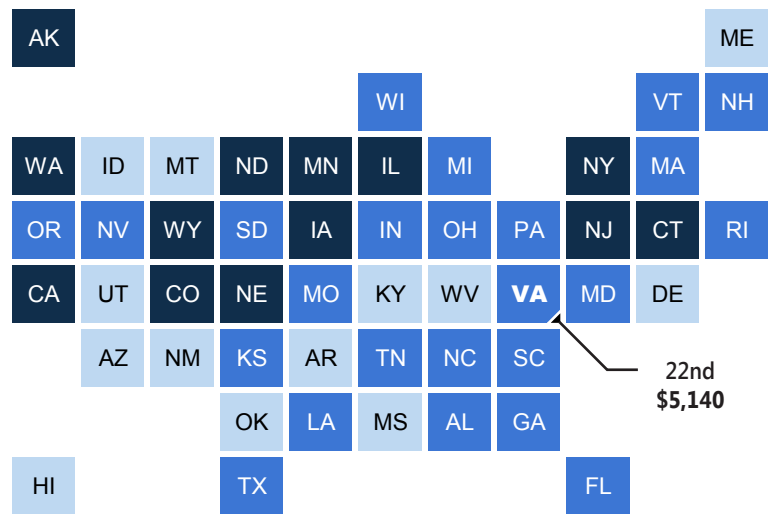 AK ME
WI VT NH
WA ID MT ND MN IL MI NY MA
OR NV WY SD IA IN OH PA NJ CT RI
CA UT CO NE MO KY WV VA MD DE
AZ NM KS AR TN NC SC
22nd
$5,140
OK LA MS AL GA
HI TX FL